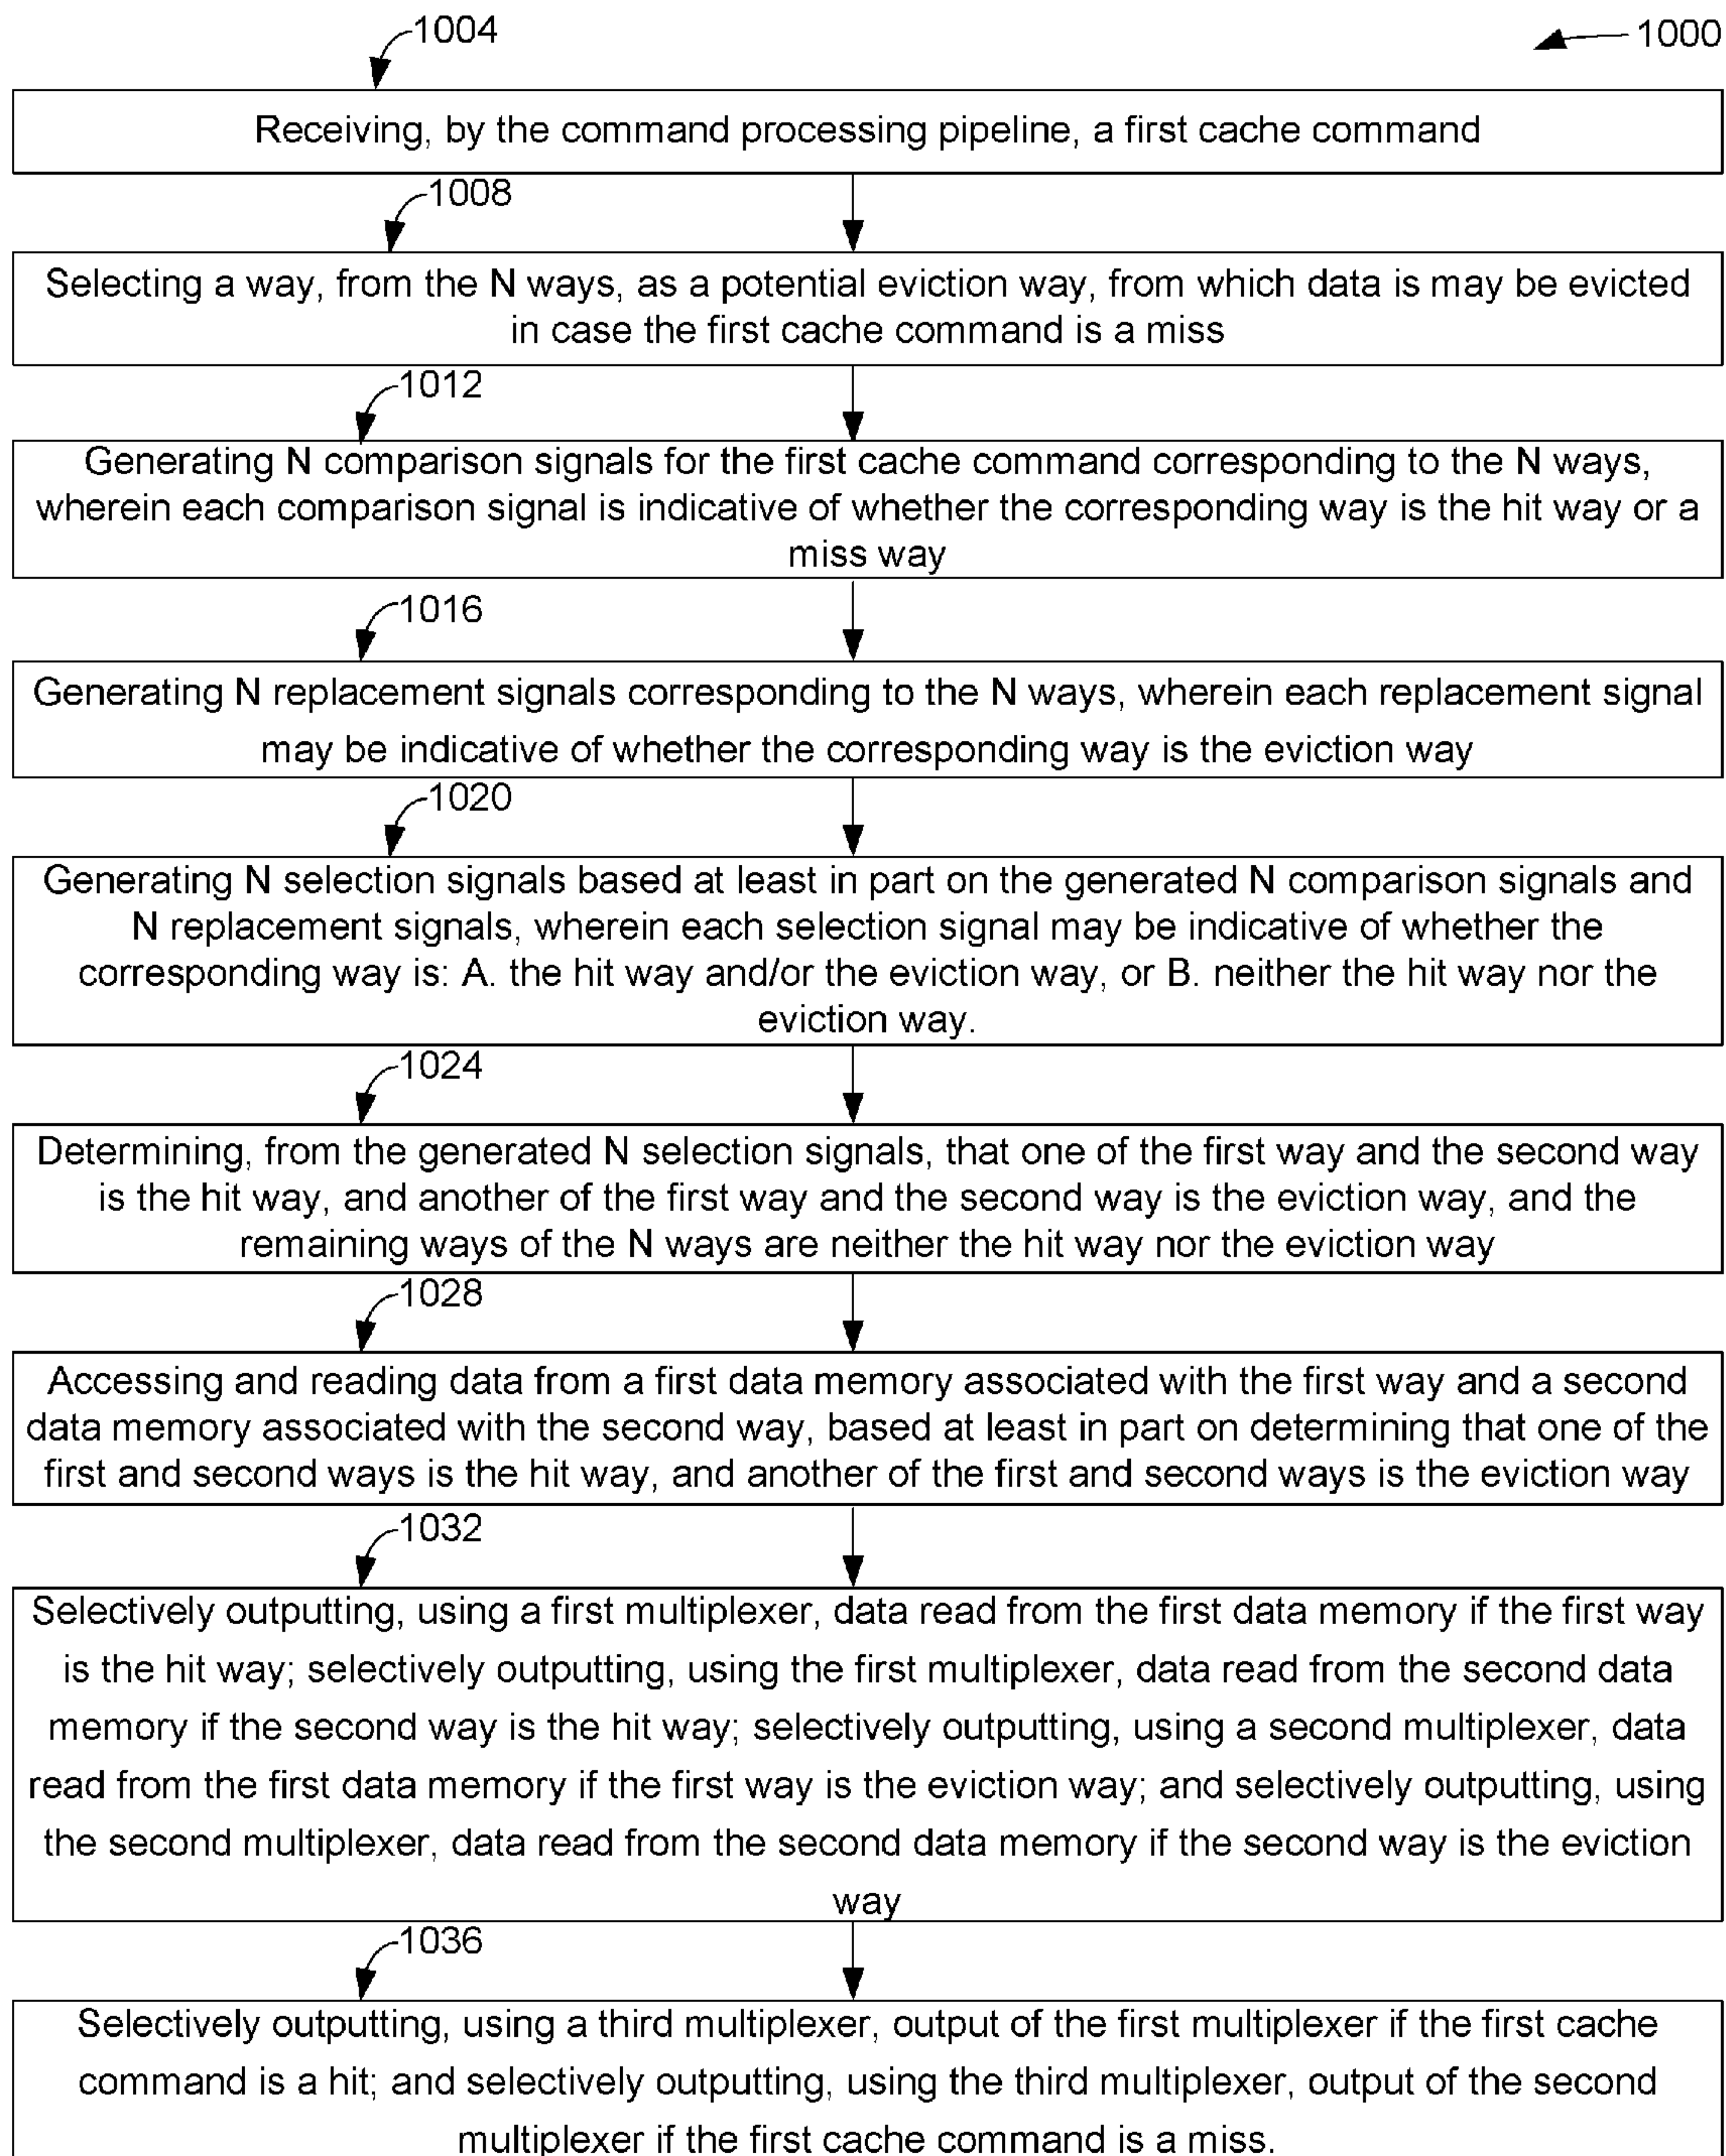 1004
1000
Receiving, by the command processing pipeline, a first cache command
1008
Selecting a way, from the N ways, as a potential eviction way, from which data is may be evicted
in case the first cache command is a miss
1012
Generating N comparison signals for the first cache command corresponding to the N ways,
wherein each comparison signal is indicative of whether the corresponding way is the hit way or a
miss way
1016
Generating N replacement signals corresponding to the N ways, wherein each replacement signal
may be indicative of whether the corresponding way is the eviction way
1020
Generating N selection signals based at least in part on the generated N comparison signals and
N replacement signals, wherein each selection signal may be indicative of whether the
corresponding way is: A. the hit way and/or the eviction way, or B. neither the hit way nor the
eviction way.
1024
Determining, from the generated N selection signals, that one of the first way and the second way
is the hit way, and another of the first way and the second way is the eviction way, and the
remaining ways of the N ways are neither the hit way nor the eviction way
1028
Accessing and reading data from a first data memory associated with the first way and a second
data memory associated with the second way, based at least in part on determining that one of the
first and second ways is the hit way, and another of the first and second ways is the eviction way
1032
Selectively outputting, using a first multiplexer, data read from the first data memory if the first way
is the hit way; selectively outputting, using the first multiplexer, data read from the second data
memory if the second way is the hit way; selectively outputting, using a second multiplexer, data
read from the first data memory if the first way is the eviction way; and selectively outputting, using
the second multiplexer, data read from the second data memory if the second way is the eviction
way
1036
Selectively outputting, using a third multiplexer, output of the first multiplexer if the first cache
command is a hit; and selectively outputting, using the third multiplexer, output of the second
multiplexer if the first cache command is a miss.